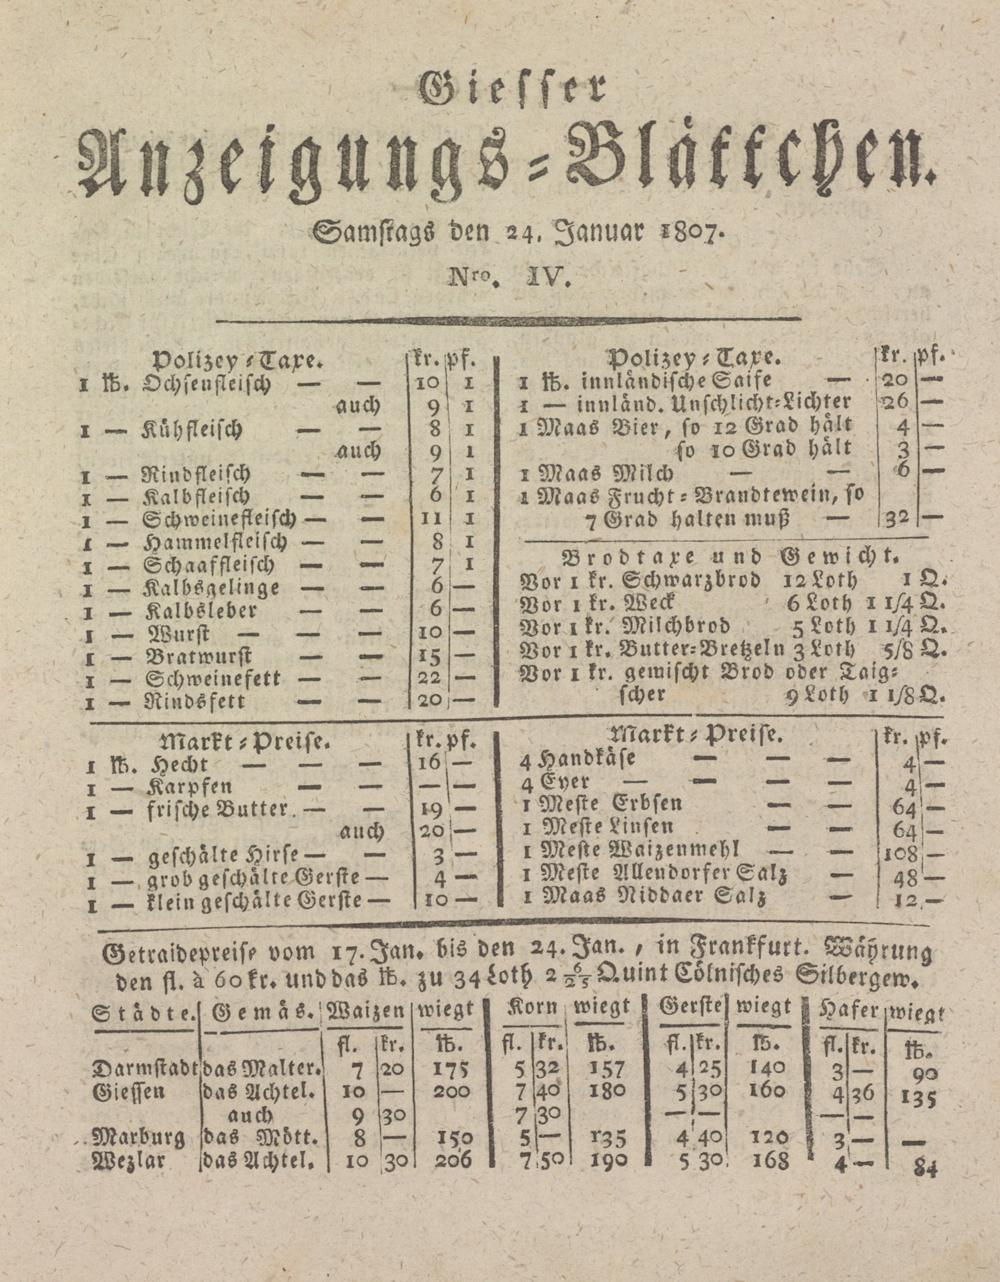 Giesser
Anzeigungs-Blättchen.
Samstags den 24. Januar 1807.
Nro. IV.
Polizey-Taxe. kr. pf.
1 ℔. Ochsenfleisch — — 10 1
auch 9 1
1 — Kühfleisch — — 8 1
auch 9 1
1 — Rindfleisch — — 7 1
1 — Kalbfleisch — — 6 1
1 — Schweinefleisch — — 11 1
1 — Hammelfleisch — — 8 1
1 — Schaaffleisch — — 7 1
1 — Kalbsgelinge — — 6 —
1 — Kalbsleber — — 6 —
1 — Wurst — — — 10 —
1 — Bratwurst — — 15 —
1 — Schweinefett — — 22 —
1 — Rindsfett — — 20 —
Polizey-Taxe. kr. pf.
1 ℔. innländische Saife — 20 —
1 — innländ. Unschlicht-Lichter 26 —
1 Maas Bier, so 12 Grad hält 4 —
so 10 Grad hält 3 —
1 Maas Milch — — 6 —
1 Maas Frucht-Brandtewein, so
7 Grad halten muß — 32 —
Brodtaxe und Gewicht.
Vor 1 kr. Schwarzbrod 12 Loth 1 Q.
Vor 1 kr. Weck 6 Loth 1 1/4 Q.
Vor 1 kr. Milchbrod 5 Loth 1 1/4 Q.
Vor 1 kr. Butter-Bretzeln 3 Loth 5/8 Q.
Vor 1 kr. gemischt Brod oder Taig-
scher 9 Loth 1 1/8 Q.
Markt-Preise. kr. pf.
1 ℔. Hecht — — — 16 —
1 — Karpfen — — — —
1 — frische Butter. — — 19 —
auch 20 —
1 — geschälte Hirse — — 3 —
1 — grob geschälte Gerste — 4 —
1 — klein geschälte Gerste — 10 —
Markt-Preise. kr. pf.
4 Handkäse — — — 4 —
4 Eyer — — — — 4 —
1 Meste Erbsen — — 64 —
1 Meste Linsen — — 64 —
1 Meste Waizenmehl — — 108 —
1 Meste Allendorfer Salz — 48 —
1 Maas Niddaer Salz — 12 —
Getraidepreise vom 17. Jan. bis den 24. Jan., in Frankfurt. Währung
den fl. à 60 kr. und das ℔. zu 34 Loth 2 6/25 Quint Cölnisches Silbergew.
Städte. Gemäs. Waizen wiegt Korn wiegt Gerste wiegt Hafer wiegt
fl. kr. ℔. fl. kr. ℔. fl. kr. ℔. fl. kr. ℔.
Darmstadt das Malter. 7 20 175 5 32 157 4 25 140 3 — 90
Giessen das Achtel. 10 — 200 7 40 180 5 30 160 4 36 135
auch 9 30 7 30 — — — —
Marburg das Mött. 8 — 150 5 — 135 4 40 120 3 — —
Wezlar das Achtel. 10 30 206 7 50 190 5 30 168 4 — 84